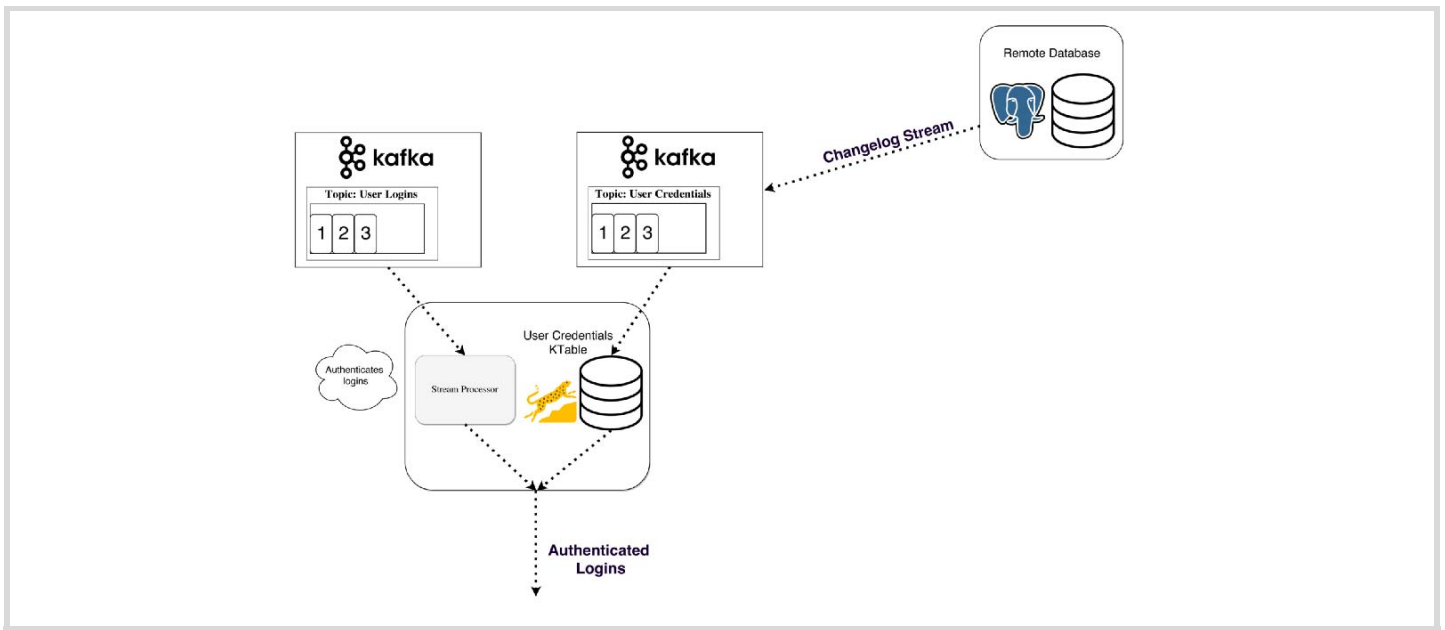 Remote Database
Changelog Stream
kafka
kafka
Topic: User Logins
Topic: User Credentials
1 2 3
1 2 3
User Credentials
KTable
Authenticates
logins
Stream Processor
Authenticated
Logins